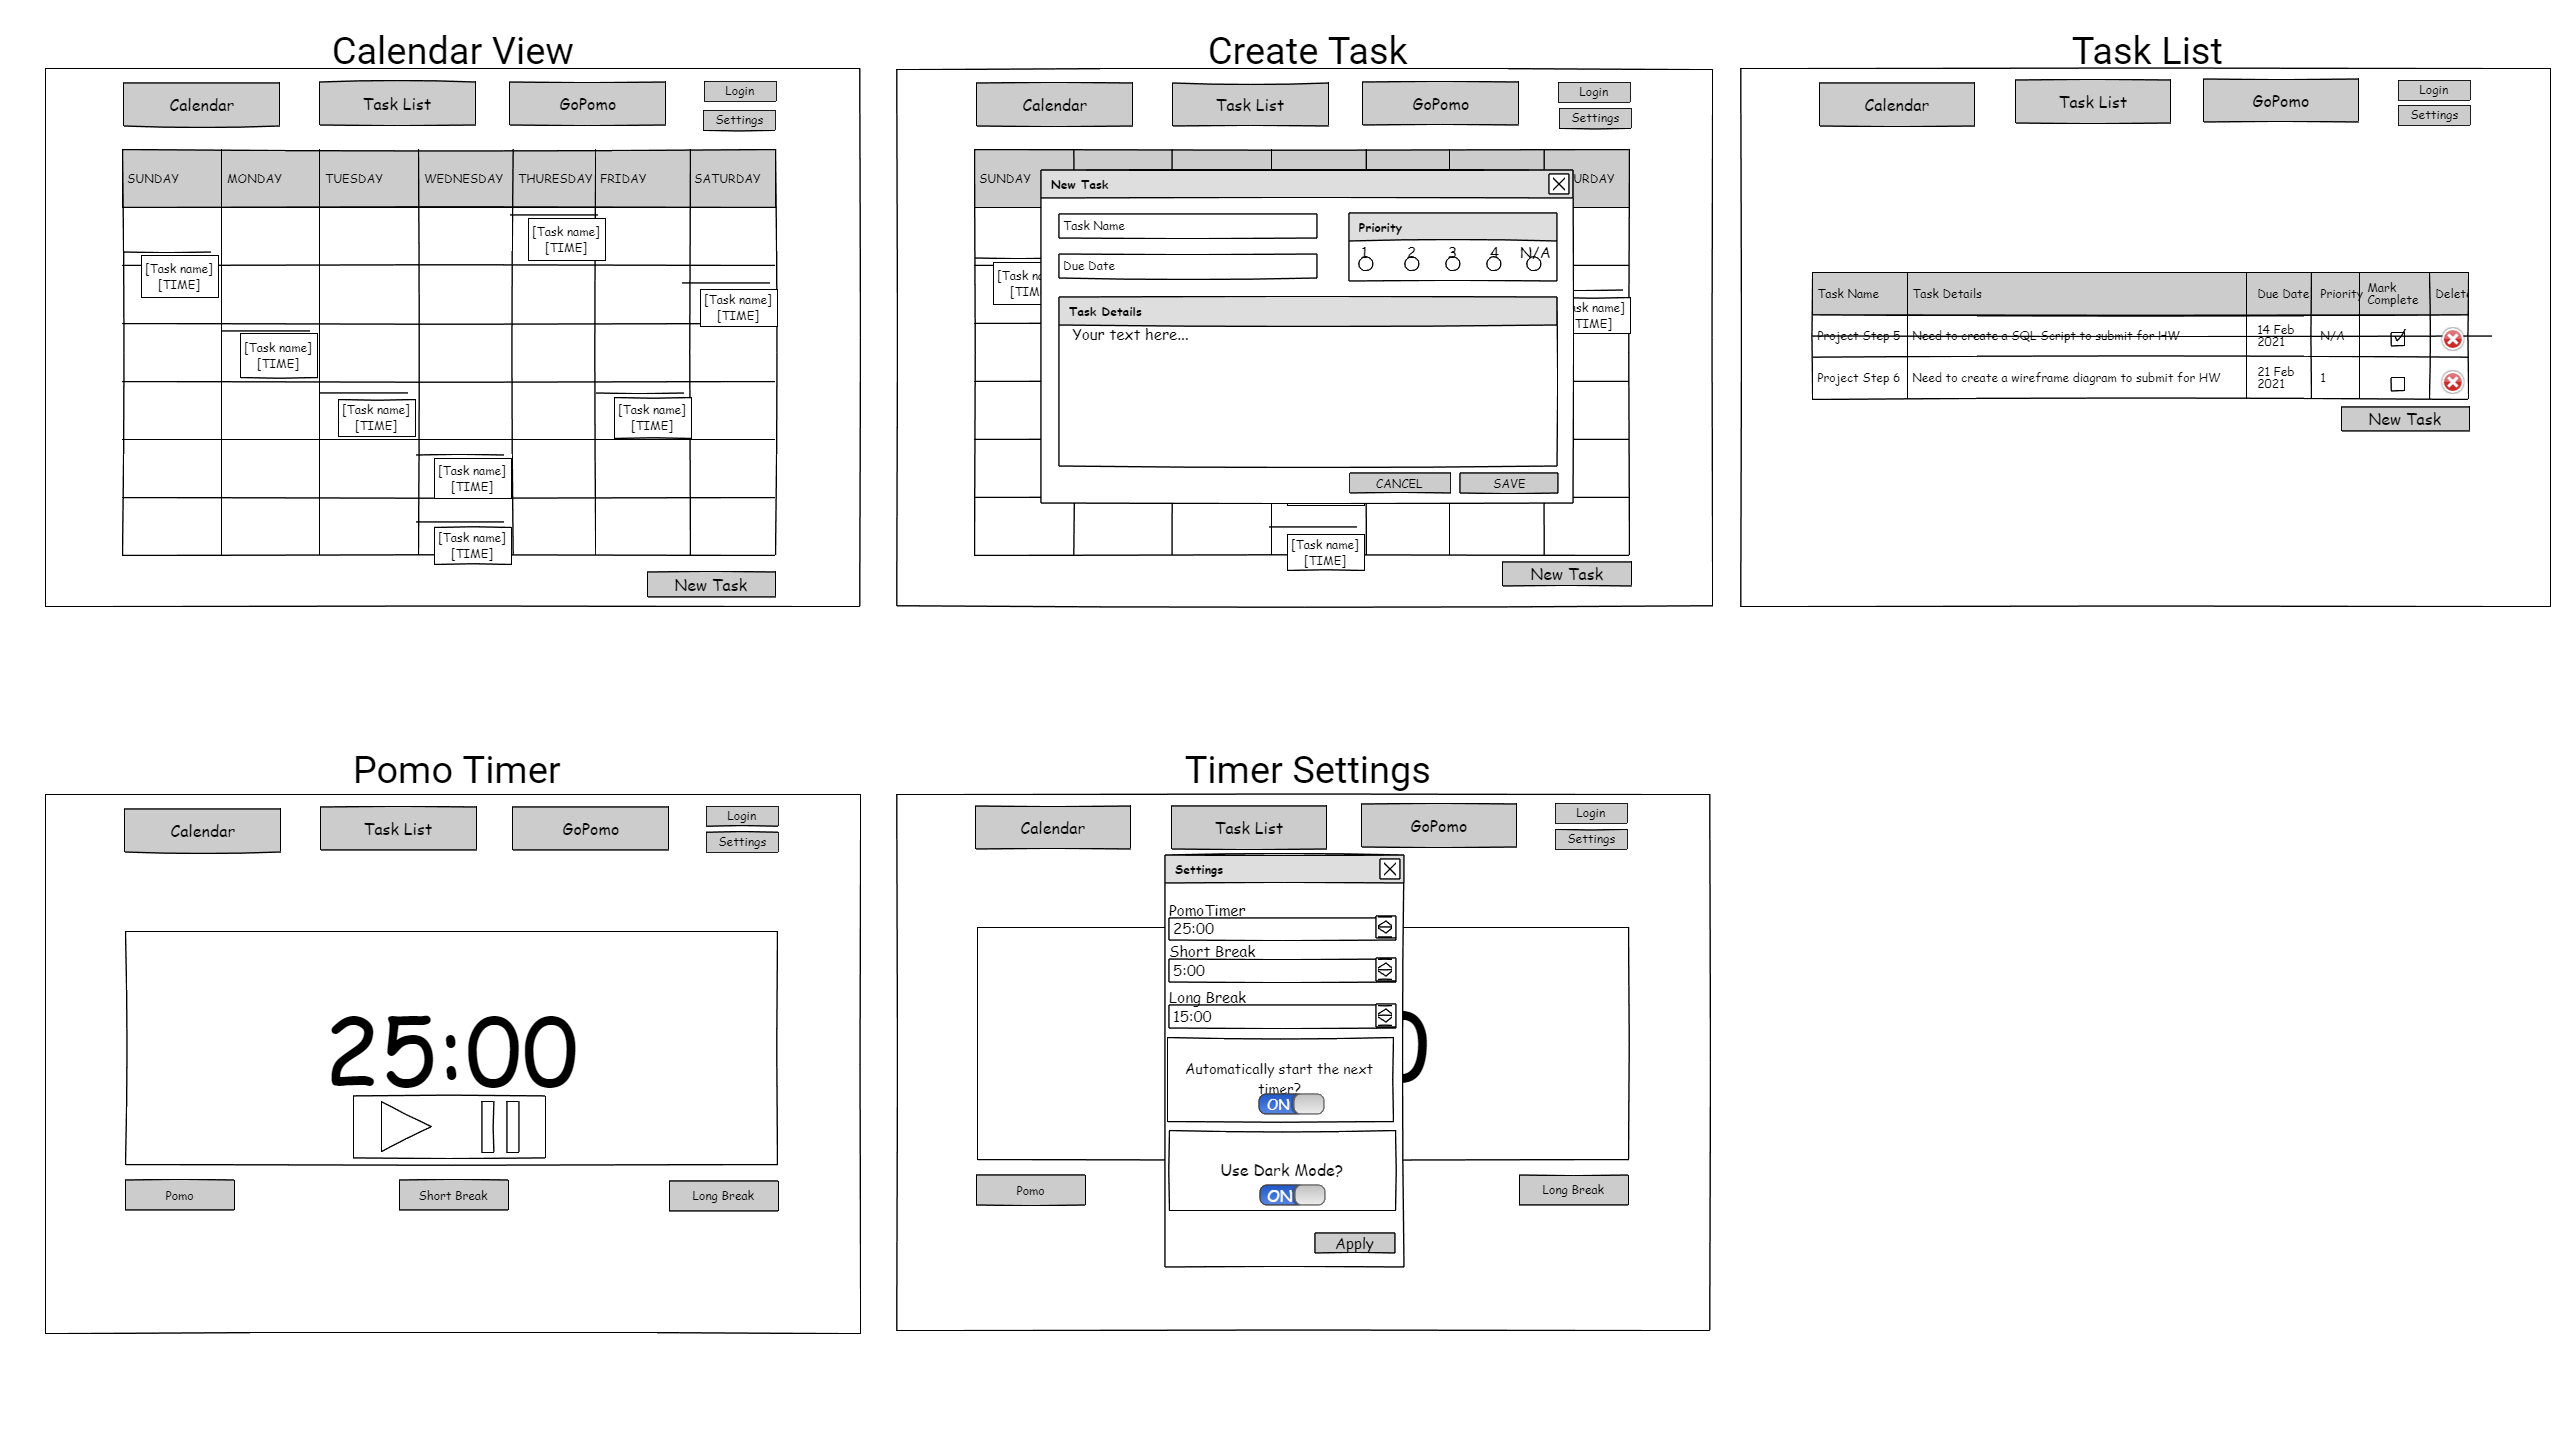 Calendar View
Calendar
Task List
GoPomo
Login
Settings
SUNDAY
MONDAY
TUESDAY
WEDNESDAY
THURESDAY
FRIDAY
SATURDAY
[Task name]
[TIME]
[Task name]
[TIME]
[Task name]
[TIME]
[Task name]
[TIME]
[Task name]
[TIME]
[Task name]
[TIME]
[Task name]
[TIME]
[Task name]
[TIME]
New Task
Create Task
Calendar
Task List
GoPomo
Login
Settings
SUNDAY
URDAY
[Task n
[TIM
sk name]
TIME]
New Task
Task Name
Due Date
Priority
1 2 3 4 N/A
Task Details
Your text here...
CANCEL
SAVE
[Task name]
[TIME]
New Task
Task List
Calendar
Task List
GoPomo
Login
Settings
Task Name
Task Details
Due Date
Priority
Mark
Complete
Delet
Project Step 5
Need to create a SQL Script to submit for HW
14 Feb
2021
N/A
Project Step 6
Need to create a wireframe diagram to submit for HW
21 Feb
2021
1
New Task
Pomo Timer
Calendar
Task List
GoPomo
Login
Settings
25:00
Pomo
Short Break
Long Break
Timer Settings
Calendar
Task List
GoPomo
Login
Settings
Settings
PomoTimer
25:00
Short Break
5:00
Long Break
15:00
Automatically start the next
timer?
ON
Use Dark Mode?
ON
Apply
Pomo
Long Break